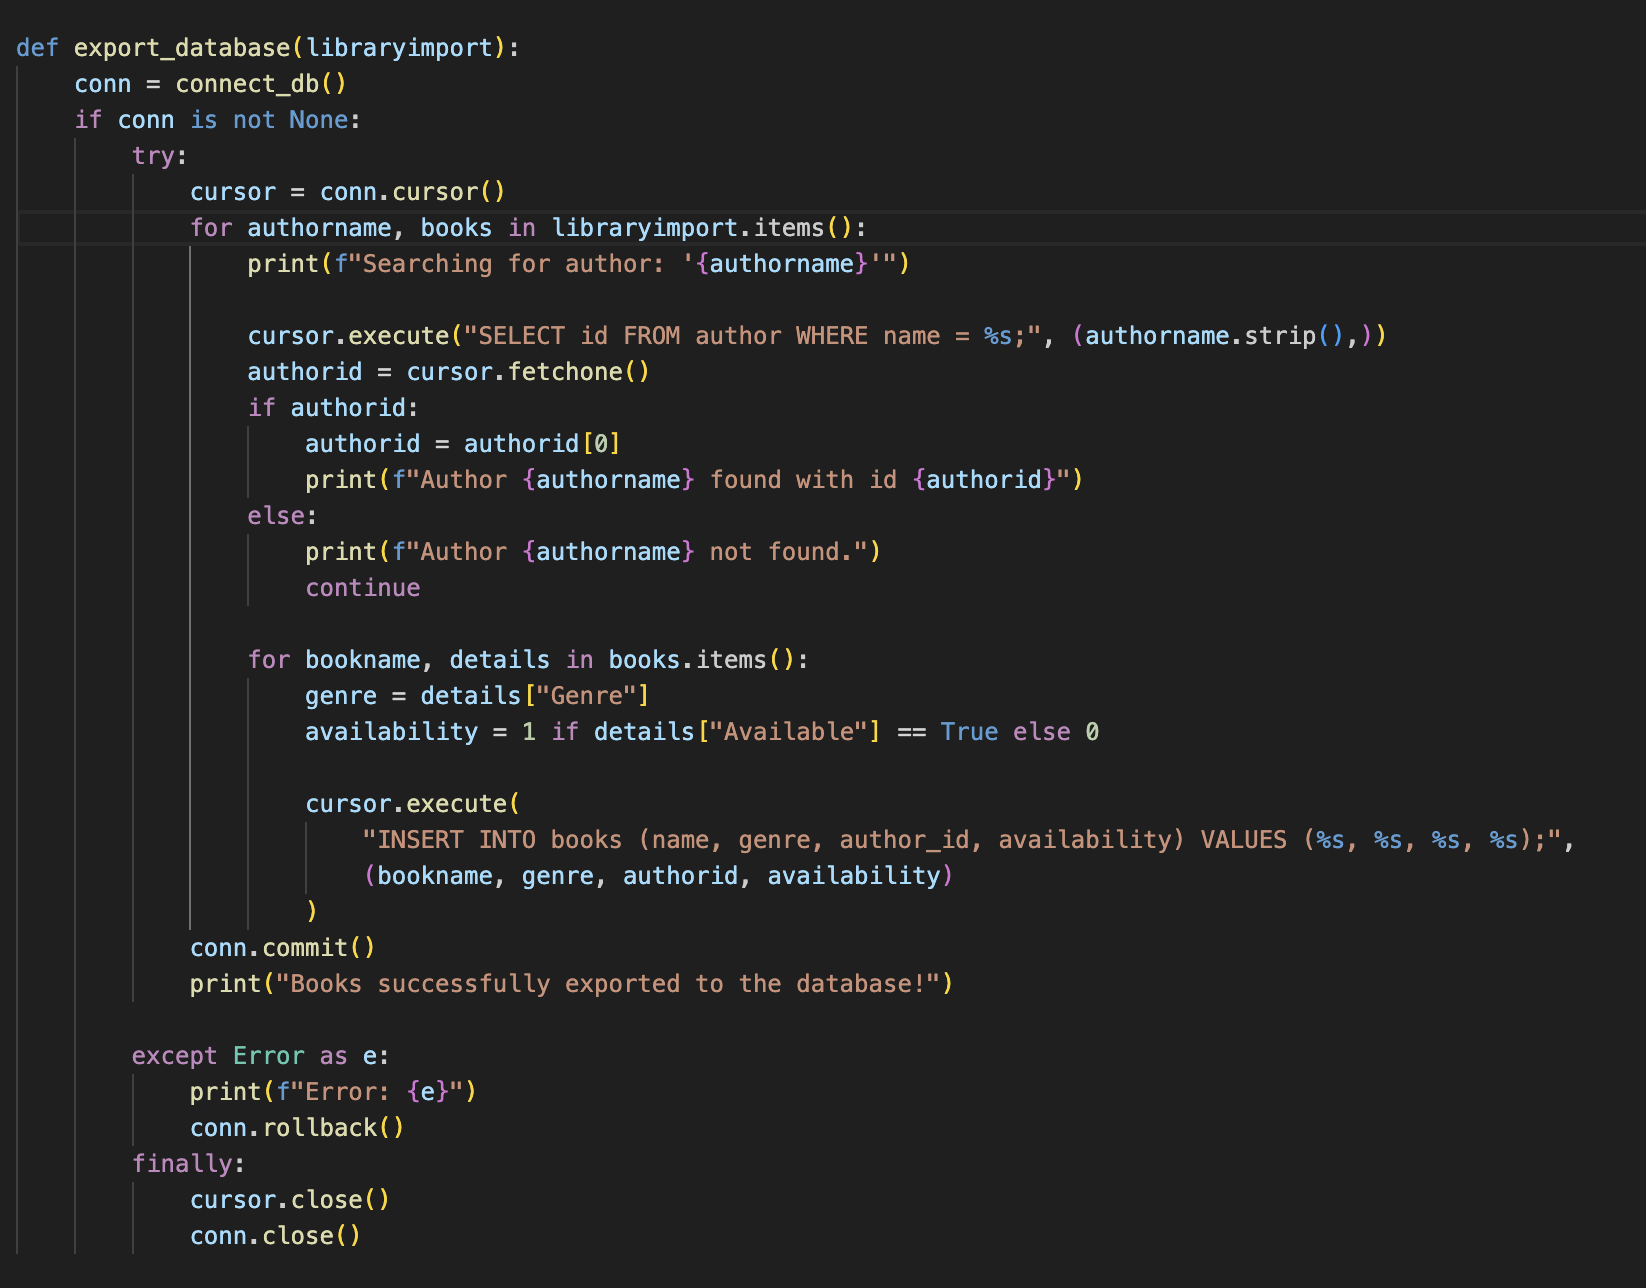 def export_database(libraryimport):
    conn = connect_db()
    if conn is not None:
        try:
            cursor = conn.cursor()
            for authorname, books in libraryimport.items():
                print(f"Searching for author: '{authorname}'")

                cursor.execute("SELECT id FROM author WHERE name = %s;", (authorname.strip(),))
                authorid = cursor.fetchone()
                if authorid:
                    authorid = authorid[0]
                    print(f"Author {authorname} found with id {authorid}")
                else:
                    print(f"Author {authorname} not found.")
                    continue

                for bookname, details in books.items():
                    genre = details["Genre"]
                    availability = 1 if details["Available"] == True else 0

                    cursor.execute(
                        "INSERT INTO books (name, genre, author_id, availability) VALUES (%s, %s, %s, %s);",
                        (bookname, genre, authorid, availability)
                    )
            conn.commit()
            print("Books successfully exported to the database!")

        except Error as e:
            print(f"Error: {e}")
            conn.rollback()
        finally:
            cursor.close()
            conn.close()